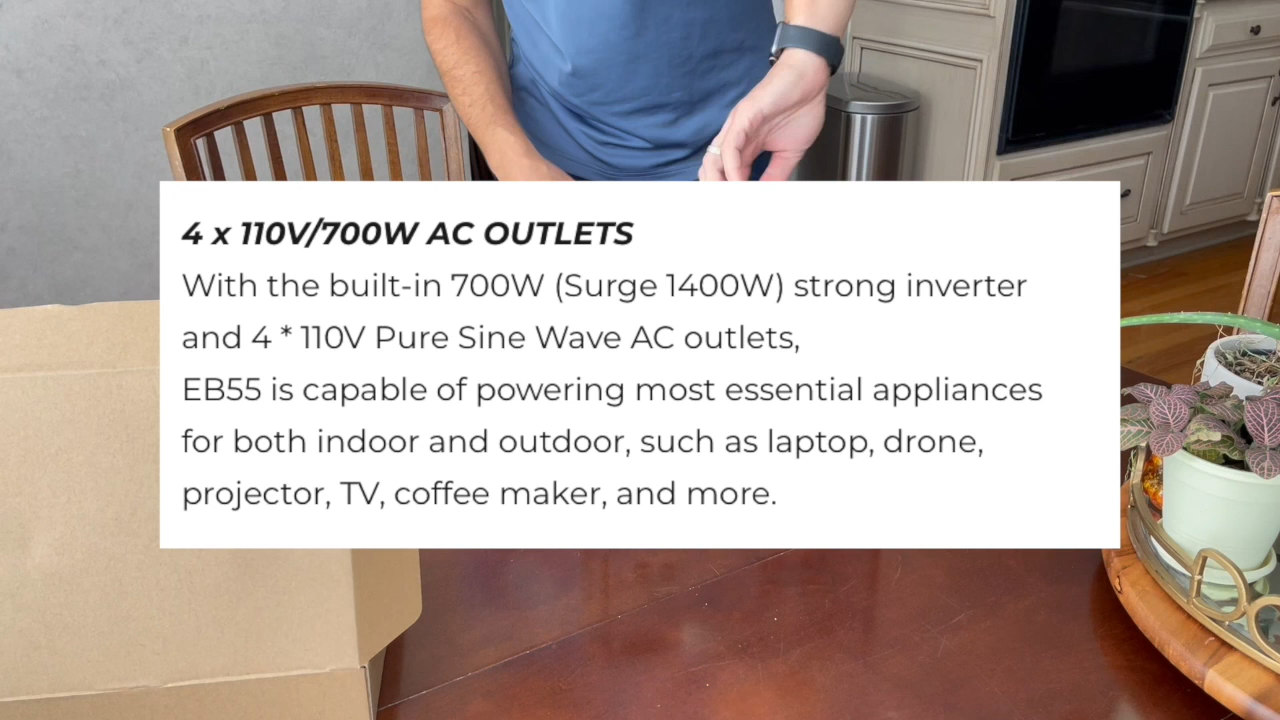 4 x 110V/700W AC OUTLETS
With the built-in 700W (Surge 1400W) strong inverter
and 4 * 110V Pure Sine Wave AC outlets,
EB55 is capable of powering most essential appliances
for both indoor and outdoor, such as laptop, drone,
projector, TV, coffee maker, and more.